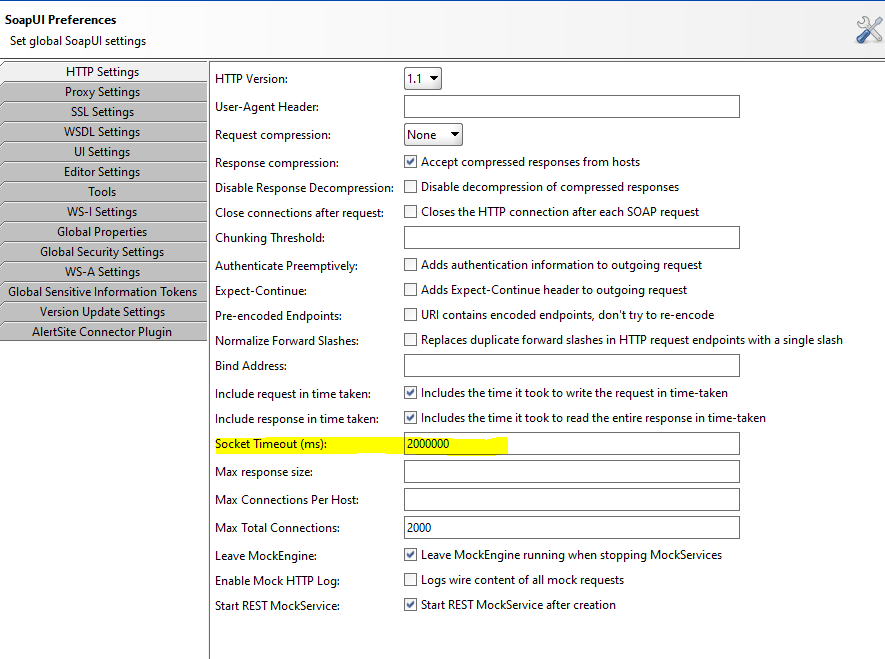 SoapUI Preferences
Set global SoapUI settings
HTTP Settings
Proxy Settings
SSL Settings
WSDL Settings
UI Settings
Editor Settings
Tools
WS-I Settings
Global Properties
Global Security Settings
WS-A Settings
Global Sensitive Information Tokens
Version Update Settings
AlertSite Connector Plugin
HTTP Version: 1.1
User-Agent Header:
Request compression: None
Response compression: Accept compressed responses from hosts
Disable Response Decompression: Disable decompression of compressed responses
Close connections after request: Closes the HTTP connection after each SOAP request
Chunking Threshold:
Authenticate Preemptively: Adds authentication information to outgoing request
Expect-Continue: Adds Expect-Continue header to outgoing request
Pre-encoded Endpoints: URI contains encoded endpoints, don't try to re-encode
Normalize Forward Slashes: Replaces duplicate forward slashes in HTTP request endpoints with a single slash
Bind Address:
Include request in time taken: Includes the time it took to write the request in time-taken
Include response in time taken: Includes the time it took to read the entire response in time-taken
Socket Timeout (ms): 2000000
Max response size:
Max Connections Per Host:
Max Total Connections: 2000
Leave MockEngine: Leave MockEngine running when stopping MockServices
Enable Mock HTTP Log: Logs wire content of all mock requests
Start REST MockService: Start REST MockService after creation